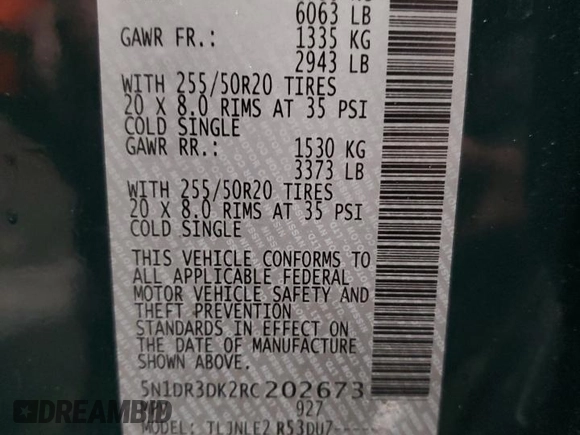 6063 LB
GAWR FR.: 1335 KG
2943 LB
WITH 255/50R20 TIRES
20 X 8.0 RIMS AT 35 PSI
COLD SINGLE
GAWR RR.: 1530 KG
3373 LB
WITH 255/50R20 TIRES
20 X 8.0 RIMS AT 35 PSI
COLD SINGLE
THIS VEHICLE CONFORMS TO
ALL APPLICABLE FEDERAL
MOTOR VEHICLE SAFETY AND
THEFT PREVENTION
STANDARDS IN EFFECT ON
THE DATE OF MANUFACTURE
SHOWN ABOVE.
5N1DR3DK2RC202673
927
MODEL: TLJNLE2 R53DU7-----
DREAMBID